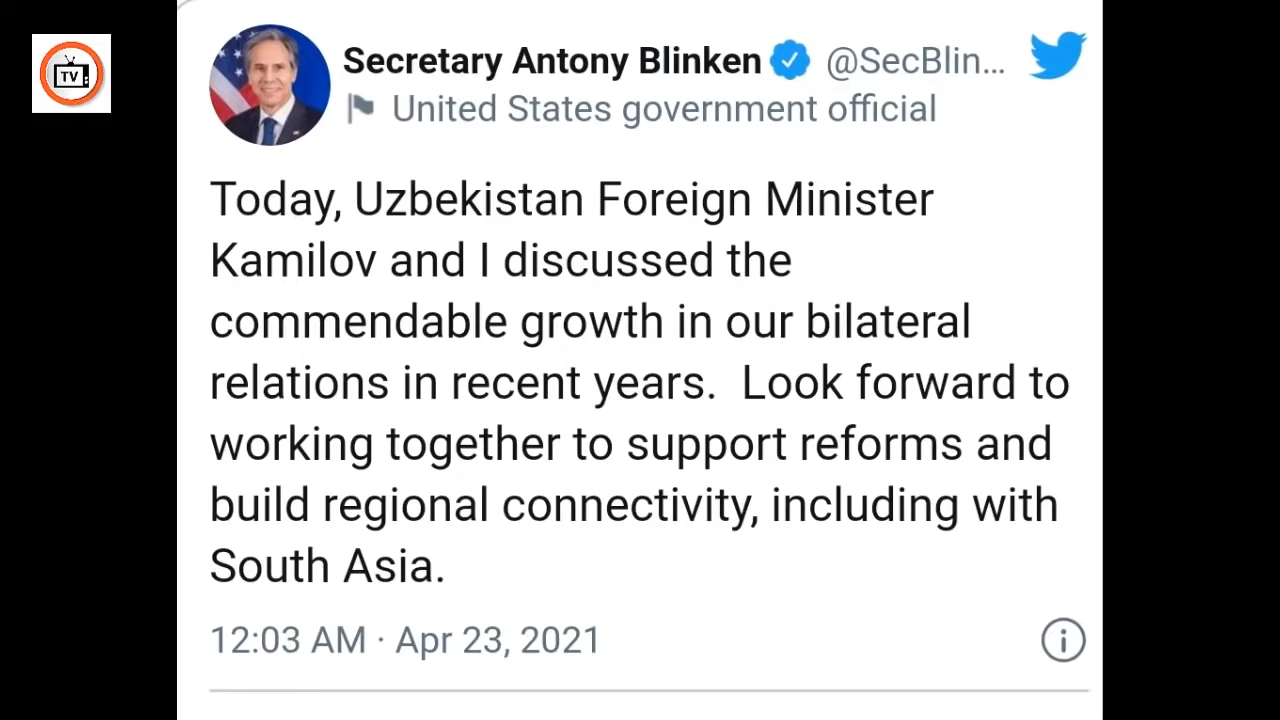 TV
Secretary Antony Blinken @SecBlin...
United States government official
Today, Uzbekistan Foreign Minister
Kamilov and I discussed the
commendable growth in our bilateral
relations in recent years.  Look forward to
working together to support reforms and
build regional connectivity, including with
South Asia.
12:03 AM · Apr 23, 2021